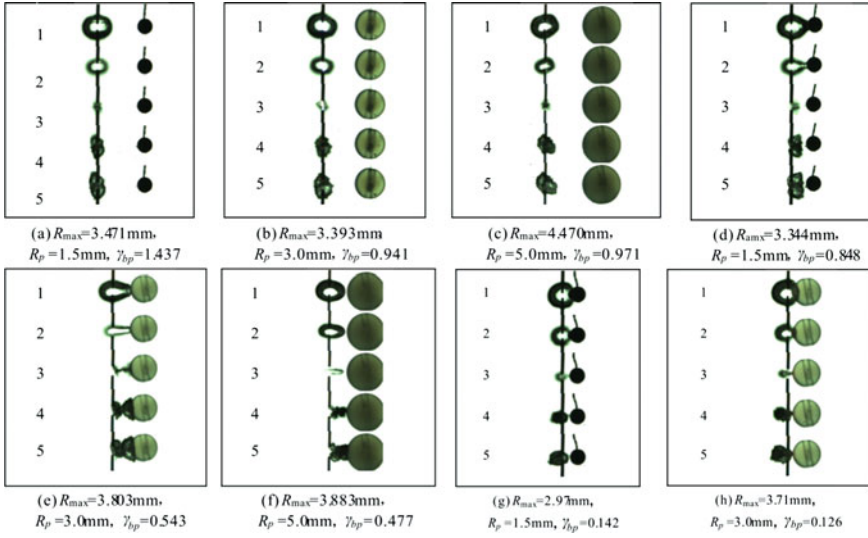 1
2
3
4
5
(a) Rmax=3.471mm,
Rp=1.5mm, γbp=1.437
1
2
3
4
5
(b) Rmax=3.393mm,
Rp=3.0mm, γbp=0.941
1
2
3
4
5
(c) Rmax=4.470mm,
Rp=5.0mm, γbp=0.971
1
2
3
4
5
(d) Ramx=3.344mm,
Rp=1.5mm, γbp=0.848
1
2
3
4
5
(e) Rmax=3.803mm,
Rp=3.0mm, γbp=0.543
1
2
3
4
5
(f) Rmax=3.883mm,
Rp=5.0mm, γbp=0.477
1
2
3
4
5
(g) Rmax=2.97mm,
Rp=1.5mm, γbp=0.142
1
2
3
4
5
(h) Rmax=3.71mm,
Rp=3.0mm, γbp=0.126